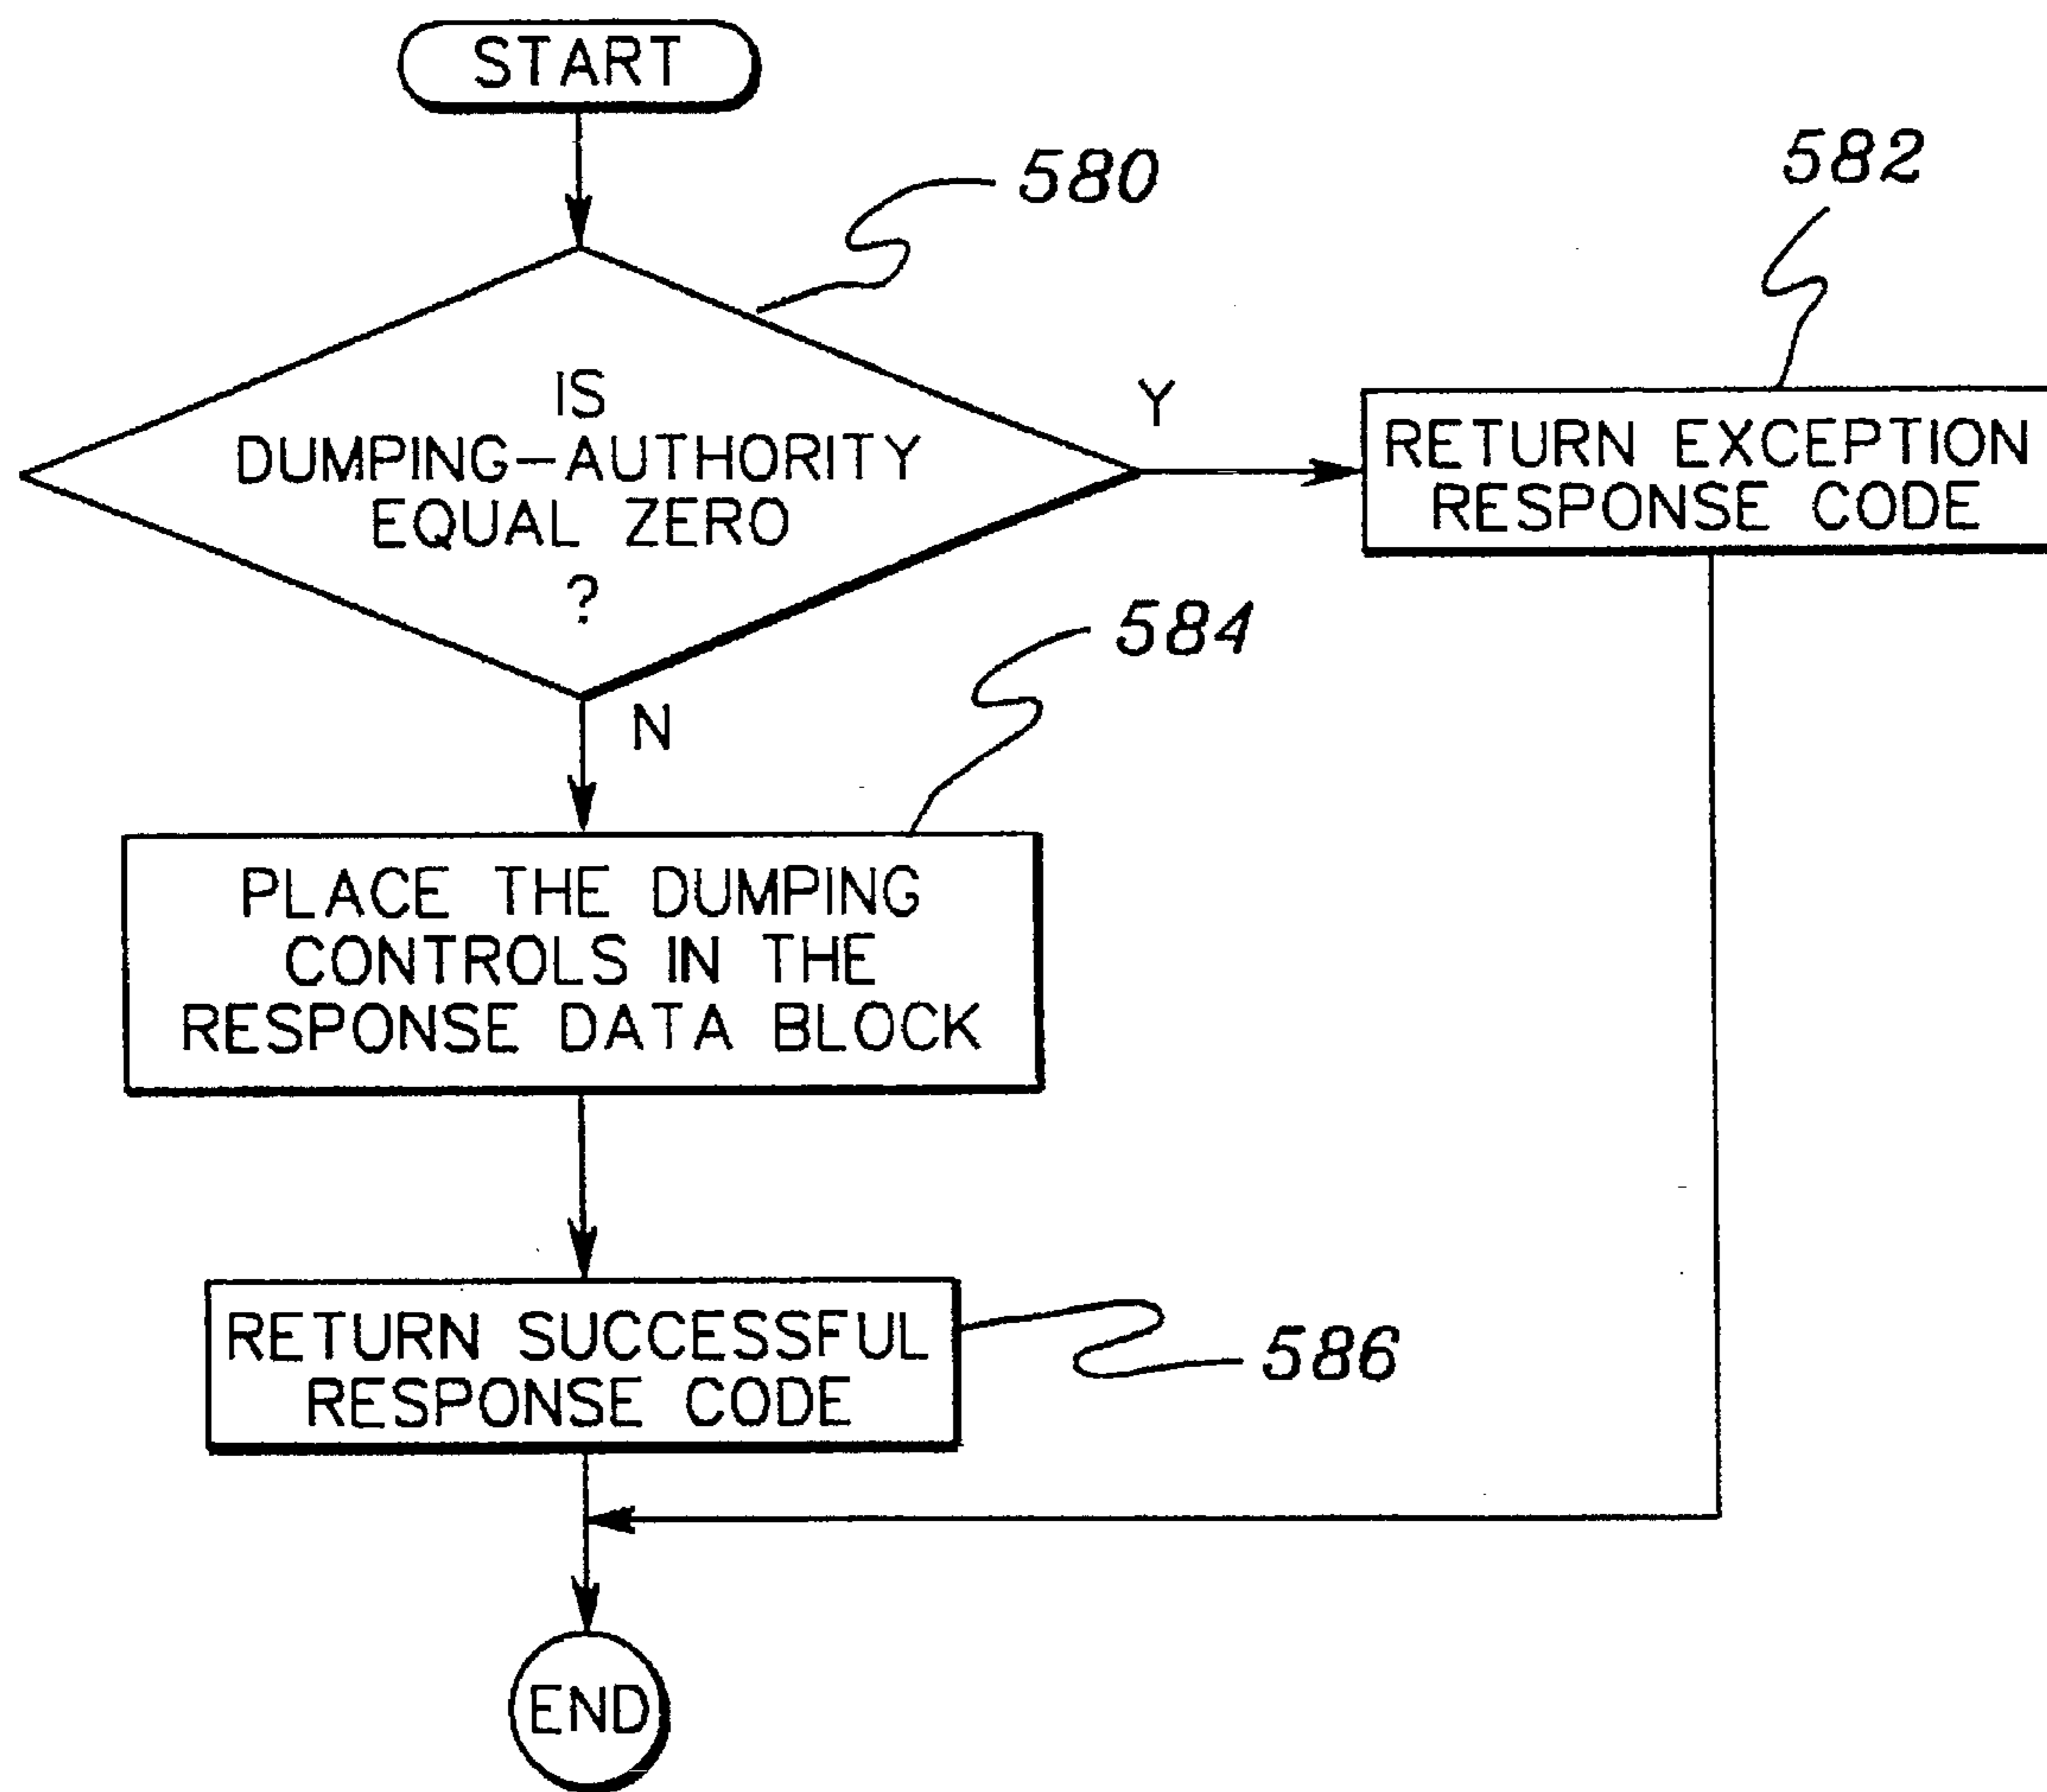 START
580
582
IS
DUMPING-AUTHORITY
EQUAL ZERO
?
Y
RETURN EXCEPTION
RESPONSE CODE
584
N
PLACE THE DUMPING
CONTROLS IN THE
RESPONSE DATA BLOCK
RETURN SUCCESSFUL
RESPONSE CODE
586
END